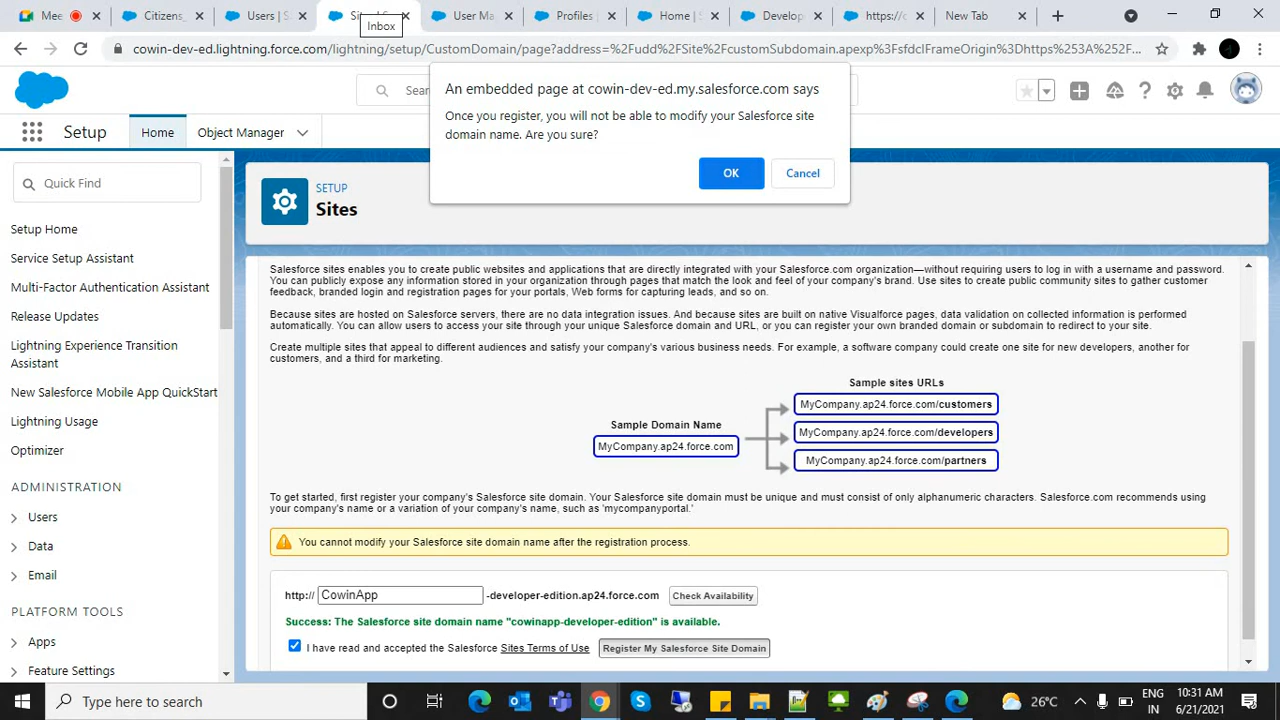 Mee
Citizens_
Users | Sa
User Ma
Profiles |
Home | S
Develop
https://c
New Tab
Inbox
cowin-dev-ed.lightning.force.com/lightning/setup/CustomDomain/page?address=%2Fudd%2FSite%2FcustomSubdomain.apexp%3FsfdcIFrameOrigin%3Dhttps%253A%252F...
An embedded page at cowin-dev-ed.my.salesforce.com says
Once you register, you will not be able to modify your Salesforce site
domain name. Are you sure?
OK
Cancel
Sear
Setup
Home
Object Manager
Quick Find
Setup Home
Service Setup Assistant
Multi-Factor Authentication Assistant
Release Updates
Lightning Experience Transition
Assistant
New Salesforce Mobile App QuickStart
Lightning Usage
Optimizer
ADMINISTRATION
Users
Data
Email
PLATFORM TOOLS
Apps
Feature Settings
SETUP
Sites
Salesforce sites enables you to create public websites and applications that are directly integrated with your Salesforce.com organization—without requiring users to log in with a username and password.
You can publicly expose any information stored in your organization through pages that match the look and feel of your company's brand. Use sites to create public community sites to gather customer
feedback, branded login and registration pages for your portals, Web forms for capturing leads, and so on.
Because sites are hosted on Salesforce servers, there are no data integration issues. And because sites are built on native Visualforce pages, data validation on collected information is performed
automatically. You can allow users to access your site through your unique Salesforce domain and URL, or you can register your own branded domain or subdomain to redirect to your site.
Create multiple sites that appeal to different audiences and satisfy your company's various business needs. For example, a software company could create one site for new developers, another for
customers, and a third for marketing.
Sample sites URLs
MyCompany.ap24.force.com/customers
Sample Domain Name
MyCompany.ap24.force.com/developers
MyCompany.ap24.force.com
MyCompany.ap24.force.com/partners
To get started, first register your company's Salesforce site domain. Your Salesforce site domain must be unique and must consist of only alphanumeric characters. Salesforce.com recommends using
your company's name or a variation of your company's name, such as 'mycompanyportal.'
You cannot modify your Salesforce site domain name after the registration process.
http:// CowinApp -developer-edition.ap24.force.com Check Availability
Success: The Salesforce site domain name "cowinapp-developer-edition" is available.
I have read and accepted the Salesforce Sites Terms of Use Register My Salesforce Site Domain
Type here to search
26°C
ENG
IN
10:31 AM
6/21/2021